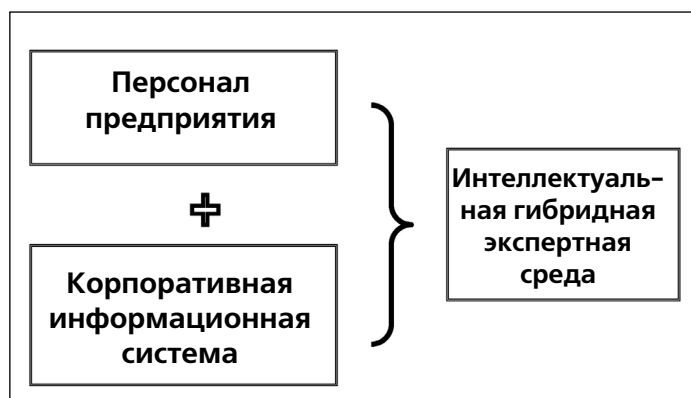 Персонал
предприятия
+
Корпоративная
информационная
система
Интеллектуаль-
ная гибридная
экспертная
среда